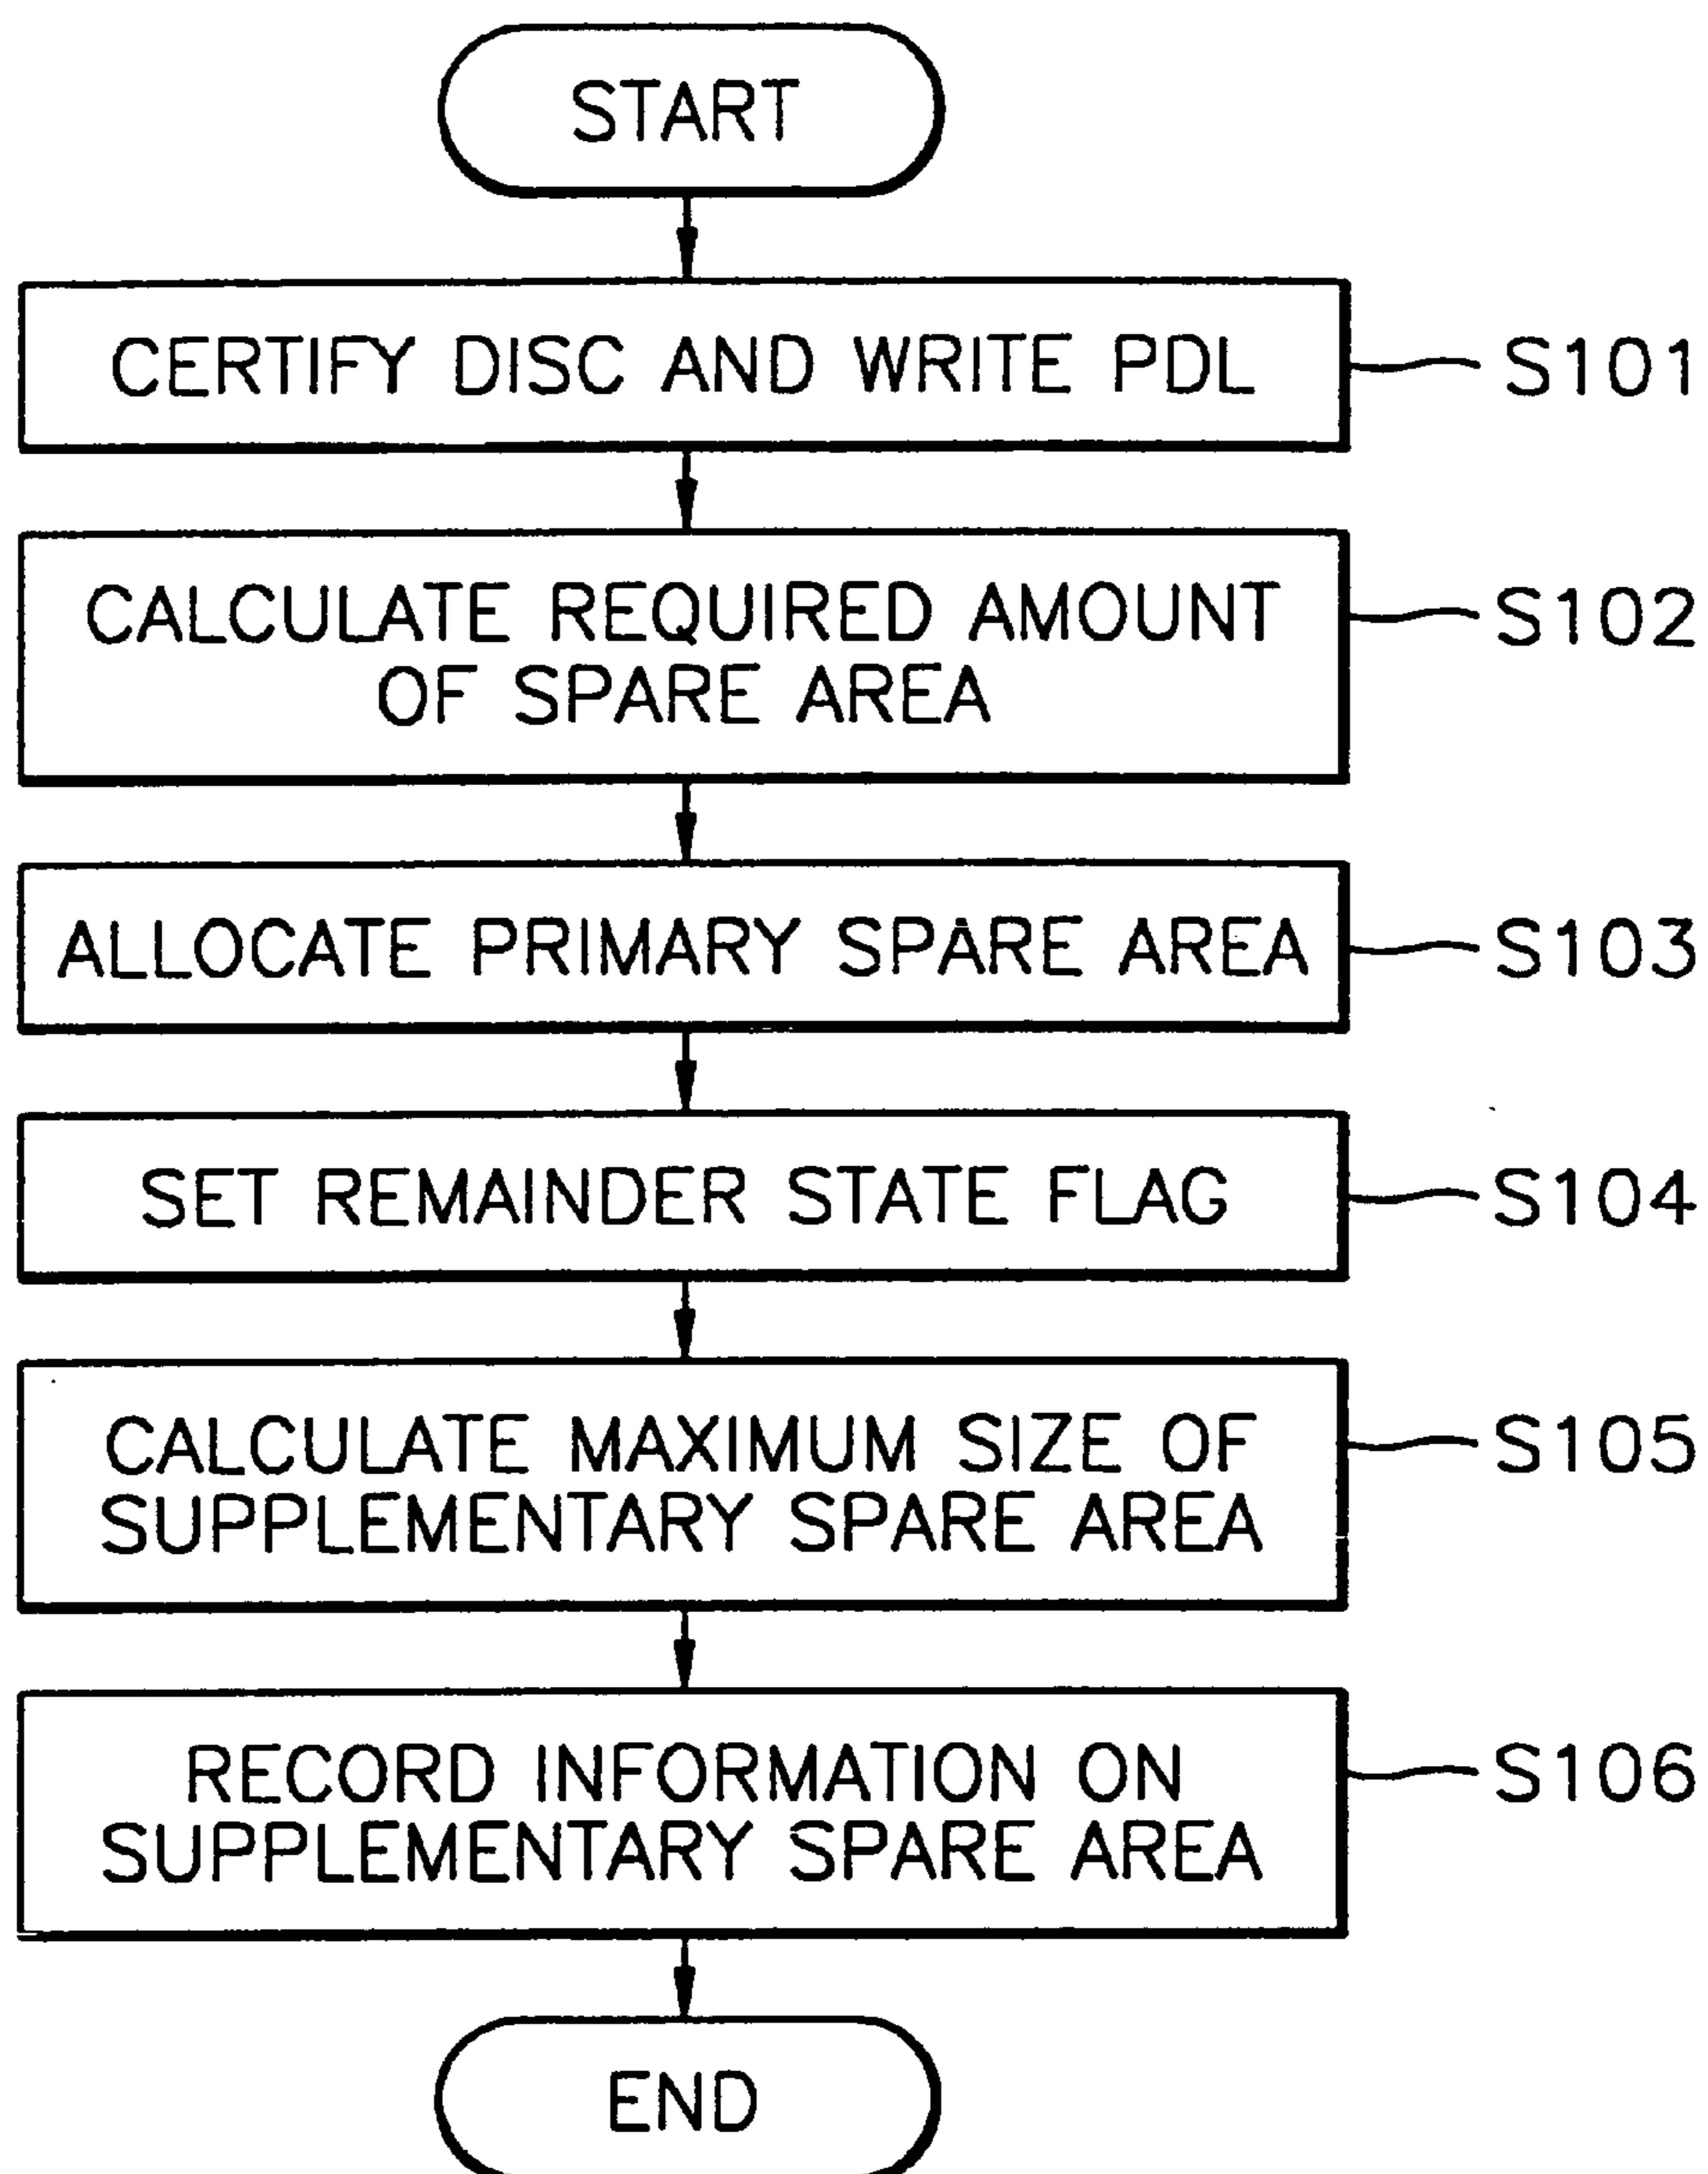 START
CERTIFY DISC AND WRITE PDL
S101
CALCULATE REQUIRED AMOUNT
OF SPARE AREA
S102
ALLOCATE PRIMARY SPARE AREA
S103
SET REMAINDER STATE FLAG
S104
CALCULATE MAXIMUM SIZE OF
SUPPLEMENTARY SPARE AREA
S105
RECORD INFORMATION ON
SUPPLEMENTARY SPARE AREA
S106
END